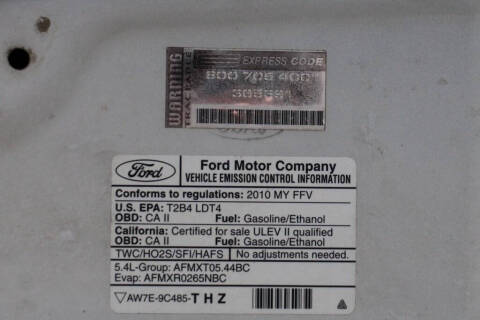 WARNING
TRACEABLE
EXPRESS CODE
800 706 400
Ford
Ford Motor Company
VEHICLE EMISSION CONTROL INFORMATION
Conforms to regulations: 2010 MY FFV
U.S. EPA: T2B4 LDT4
OBD: CA II Fuel: Gasoline/Ethanol
California: Certified for sale ULEV II qualified
OBD: CA II Fuel: Gasoline/Ethanol
TWC/HO2S/SFI/HAFS No adjustments needed.
5.4L-Group: AFMXT05.44BC
Evap: AFMXR0265NBC
AW7E-9C485-THZ